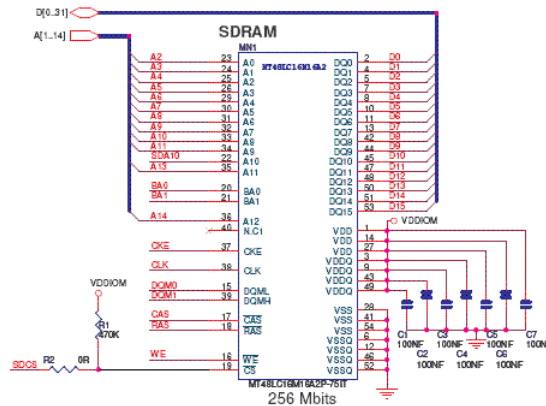 D[0..31]
A[1..14]
SDRAM
MN1
MT48LC16M16A2
A2 23 A0 DQ0 2 D0
A3 24 A1 DQ1 4 D1
A4 25 A2 DQ2 5 D2
A5 26 A3 DQ3 7 D3
A6 29 A4 DQ4 8 D4
A7 30 A5 DQ5 10 D5
A8 31 A6 DQ6 11 D6
A9 32 A7 DQ7 13 D7
A10 33 A8 DQ8 42 D8
A11 34 A9 DQ9 44 D9
SDA10 22 A10 DQ10 45 D10
A13 35 A11 DQ11 47 D11
DQ12 48 D12
BA0 20 BA0 DQ13 50 D13
BA1 21 BA1 DQ14 51 D14
DQ15 53 D15
A14 36 A12
40 N.C1
VDDIOM
VDD 1
VDD 14
CKE 37 CKE VDD 27
VDDQ 3
CLK 38 CLK VDDQ 9
VDDQ 43
DQM0 15 DQML VDDQ 49
DQM1 39 DQMH
VDDIOM
VSS 28
CAS 17 CAS VSS 41
RAS 18 RAS VSS 54
VSSQ 6
VSSQ 12
WE 16 WE VSSQ 46
19 CS VSSQ 52
R1
470K
SDCS R2 0R
C1 C3 C5 C7
100NF 100NF 100NF 100NF
C2 C4 C6
100NF 100NF 100NF
MT48LC16M16A2P-75IT
256 Mbits